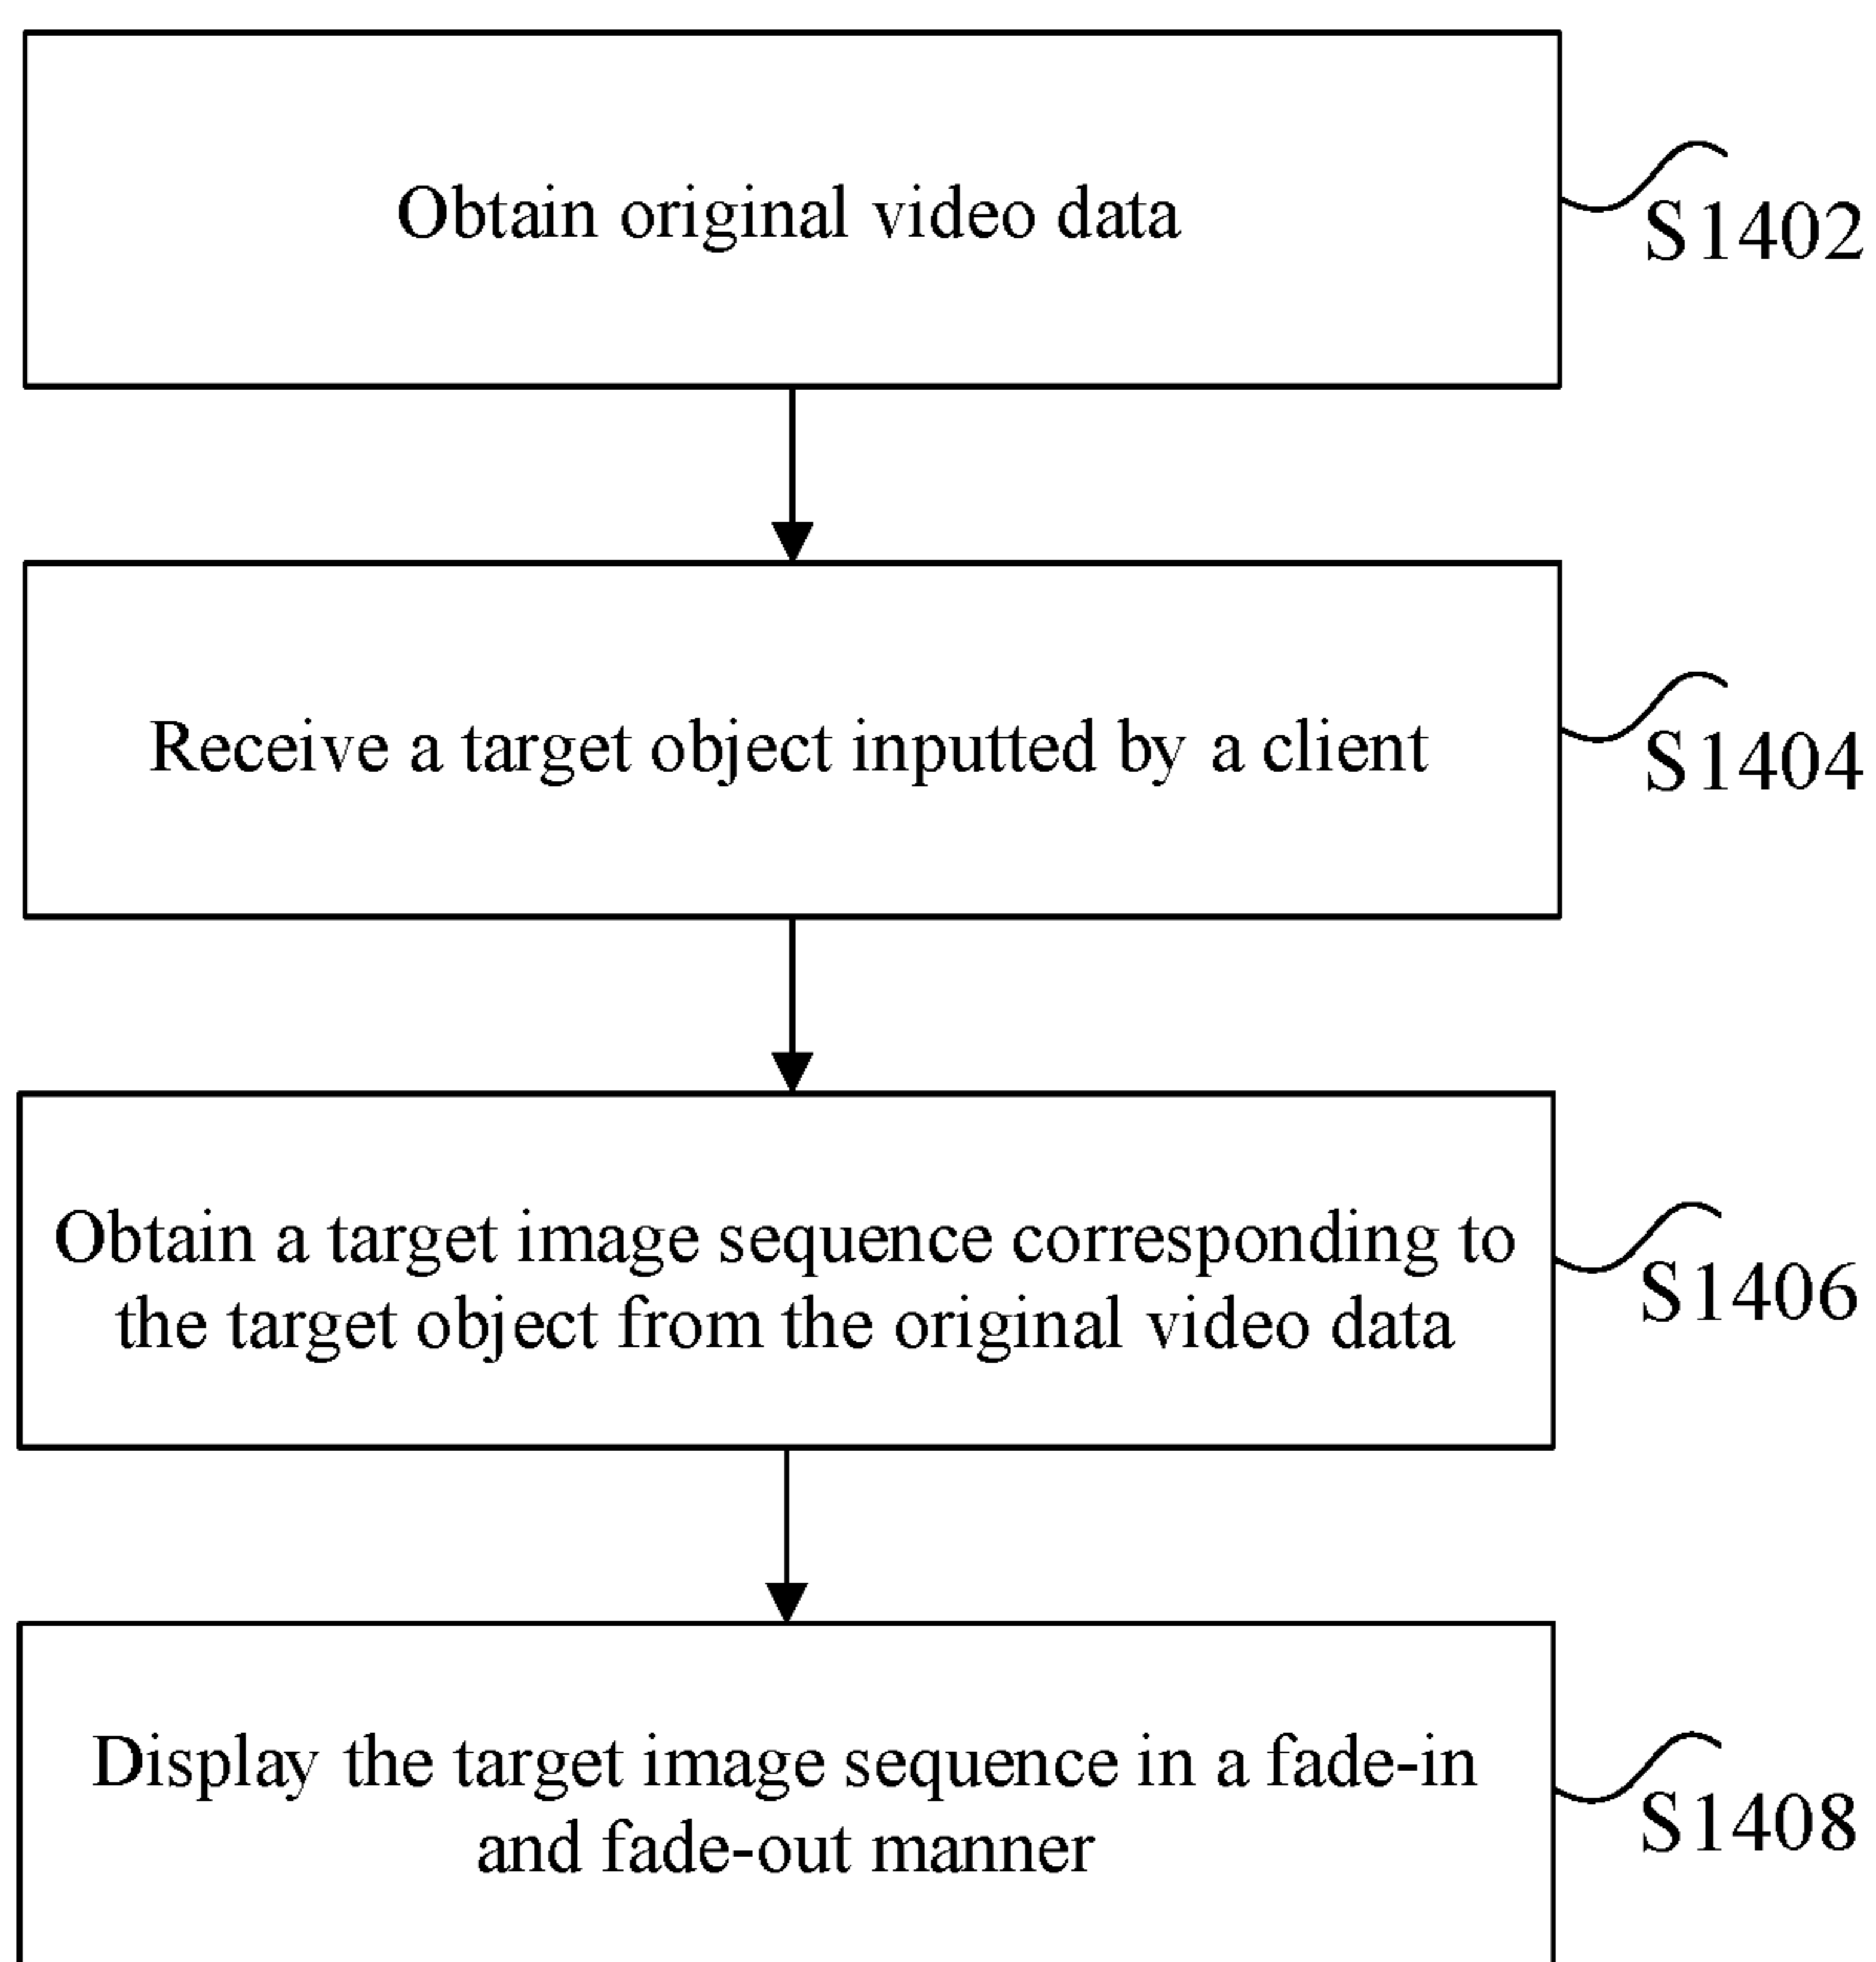 Obtain original video data
S1402
Receive a target object inputted by a client
S1404
Obtain a target image sequence corresponding to
the target object from the original video data
S1406
Display the target image sequence in a fade-in
and fade-out manner
S1408